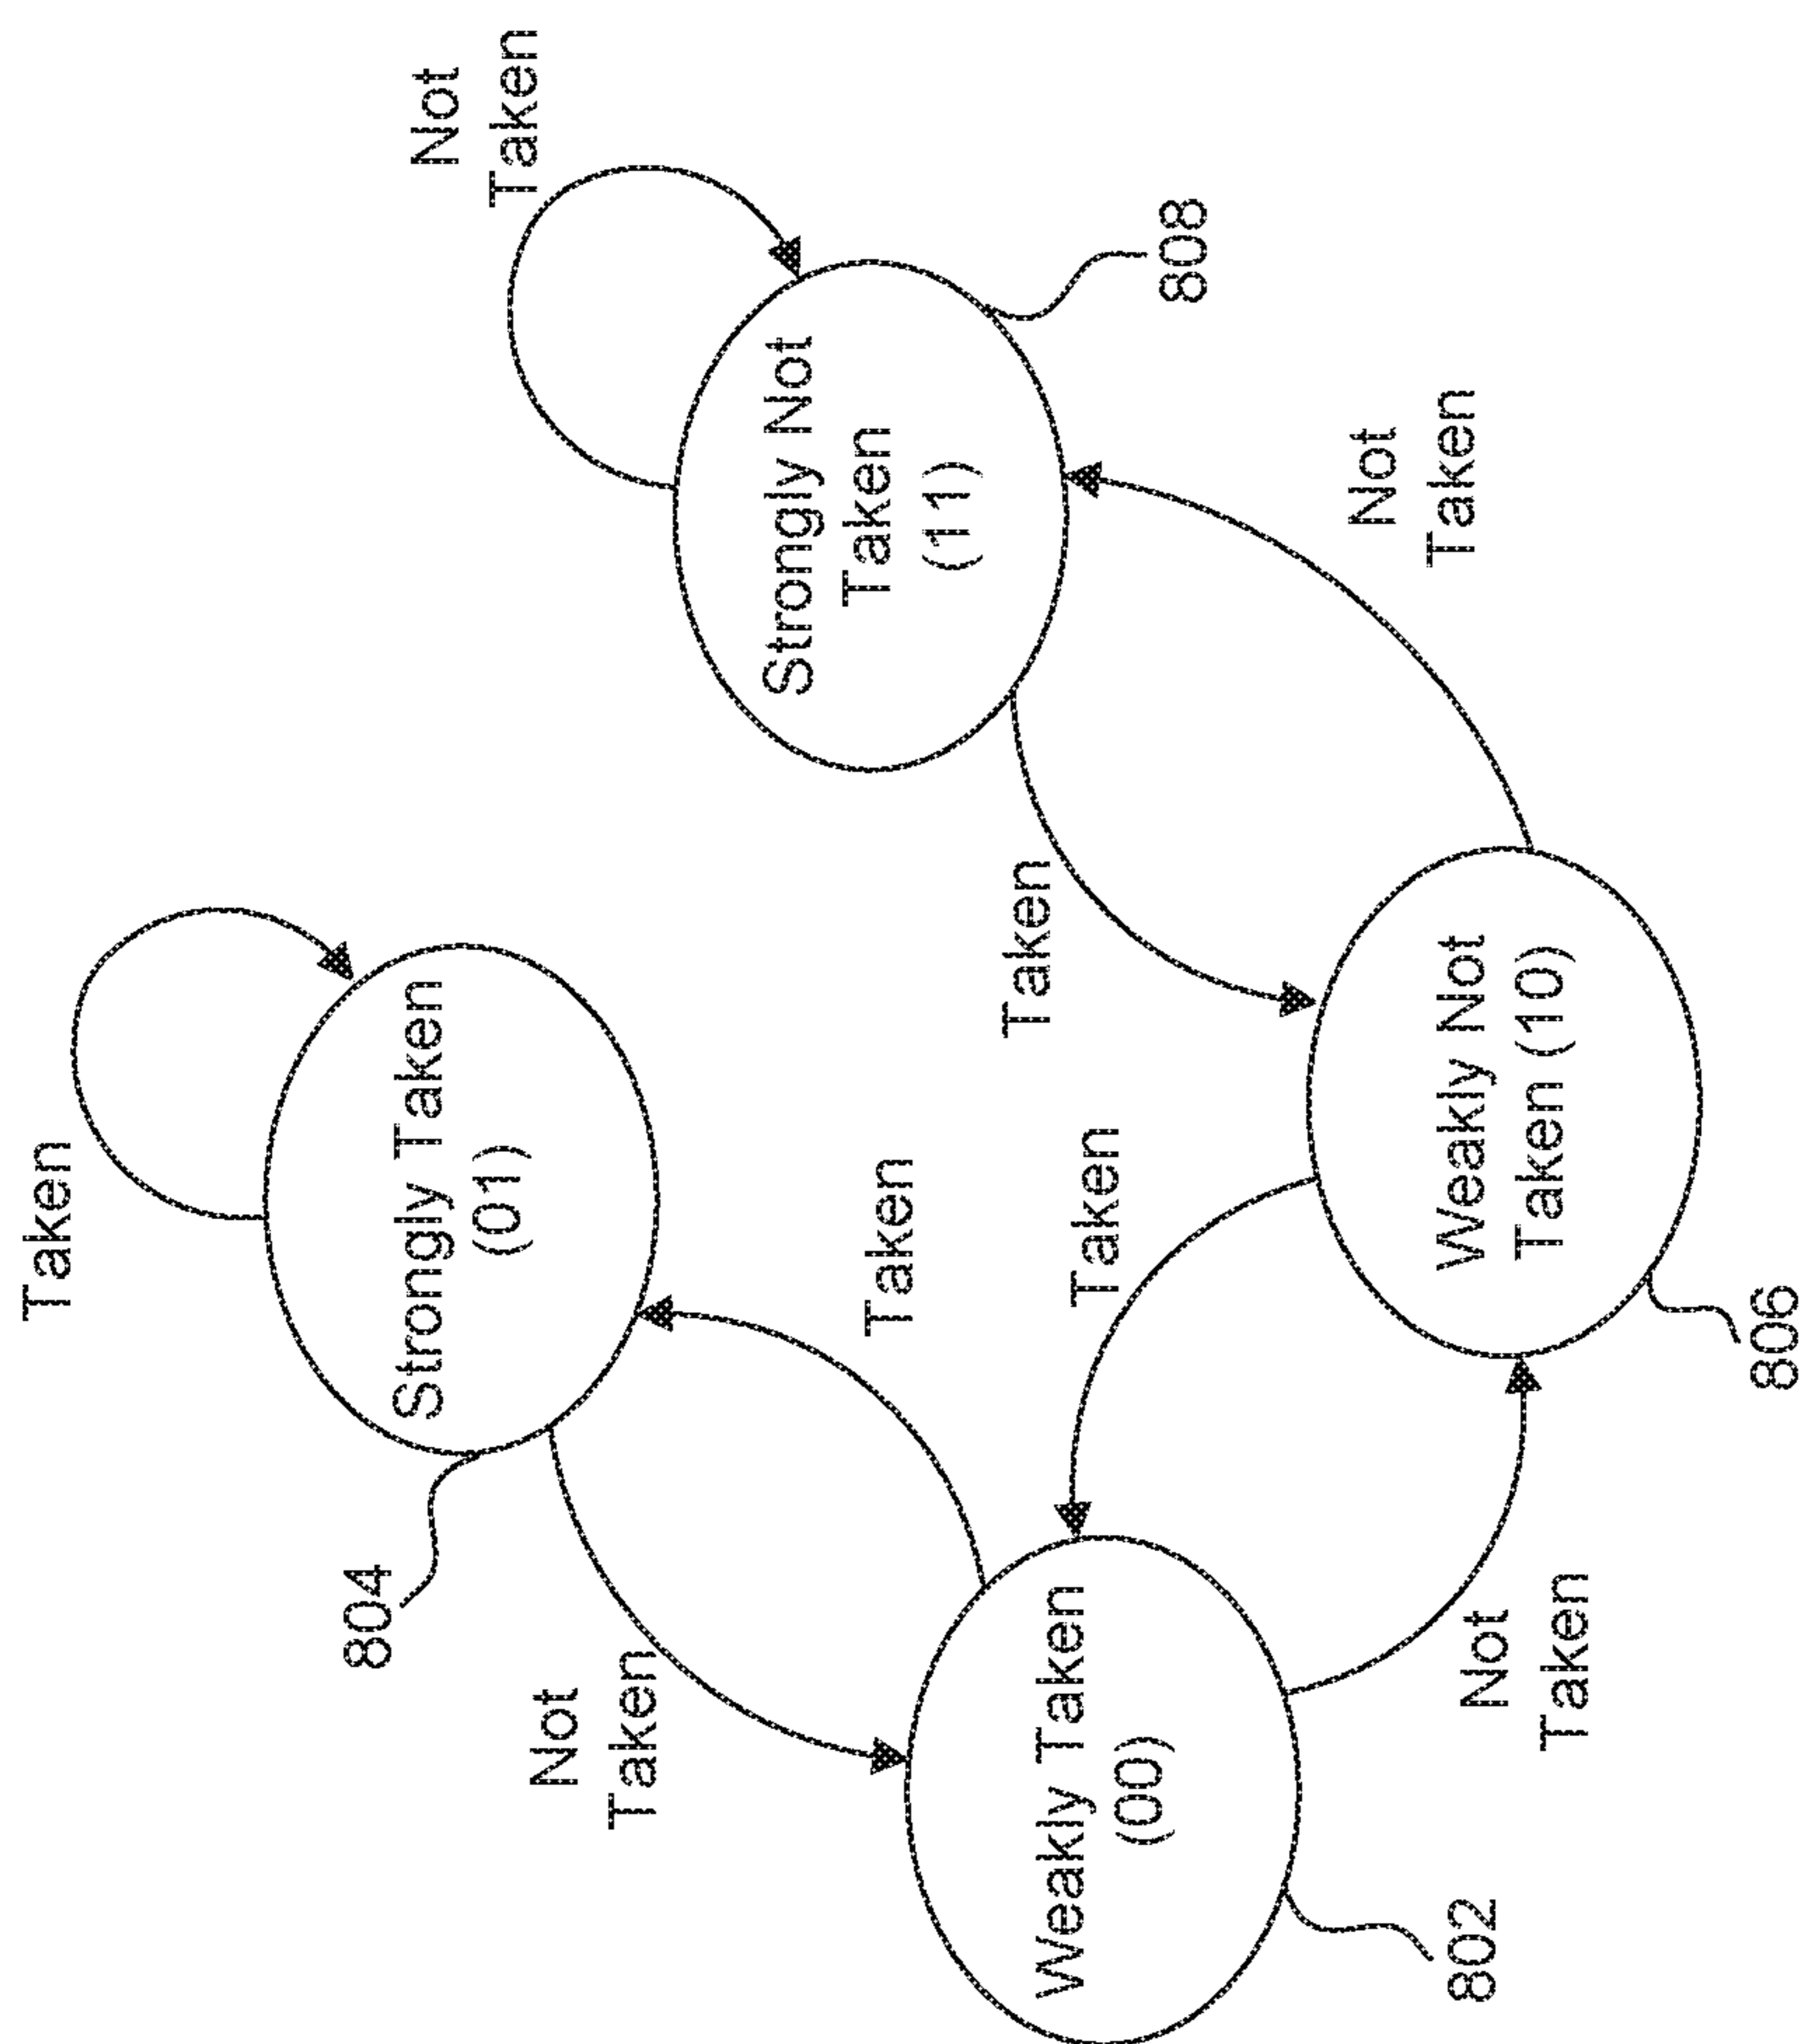 Taken
Strongly Taken
(01)
804
Not
Taken
Taken
Weakly Taken
(00)
802
Taken
Not
Taken
Weakly Not
Taken (10)
806
Taken
Not
Taken
Strongly Not
Taken
(11)
808
Not
Taken